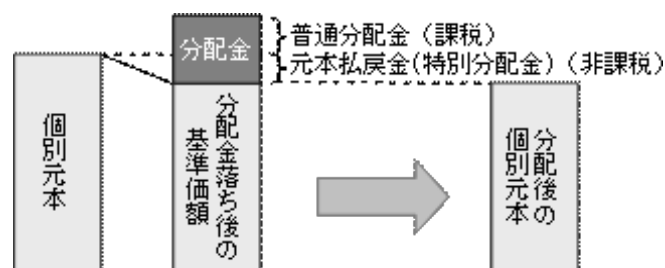 分配金
普通分配金（課税）
元本払戻金(特別分配金)（非課税）
個別元本
分配金落ち後の
基準価額
分配後の
個別元本